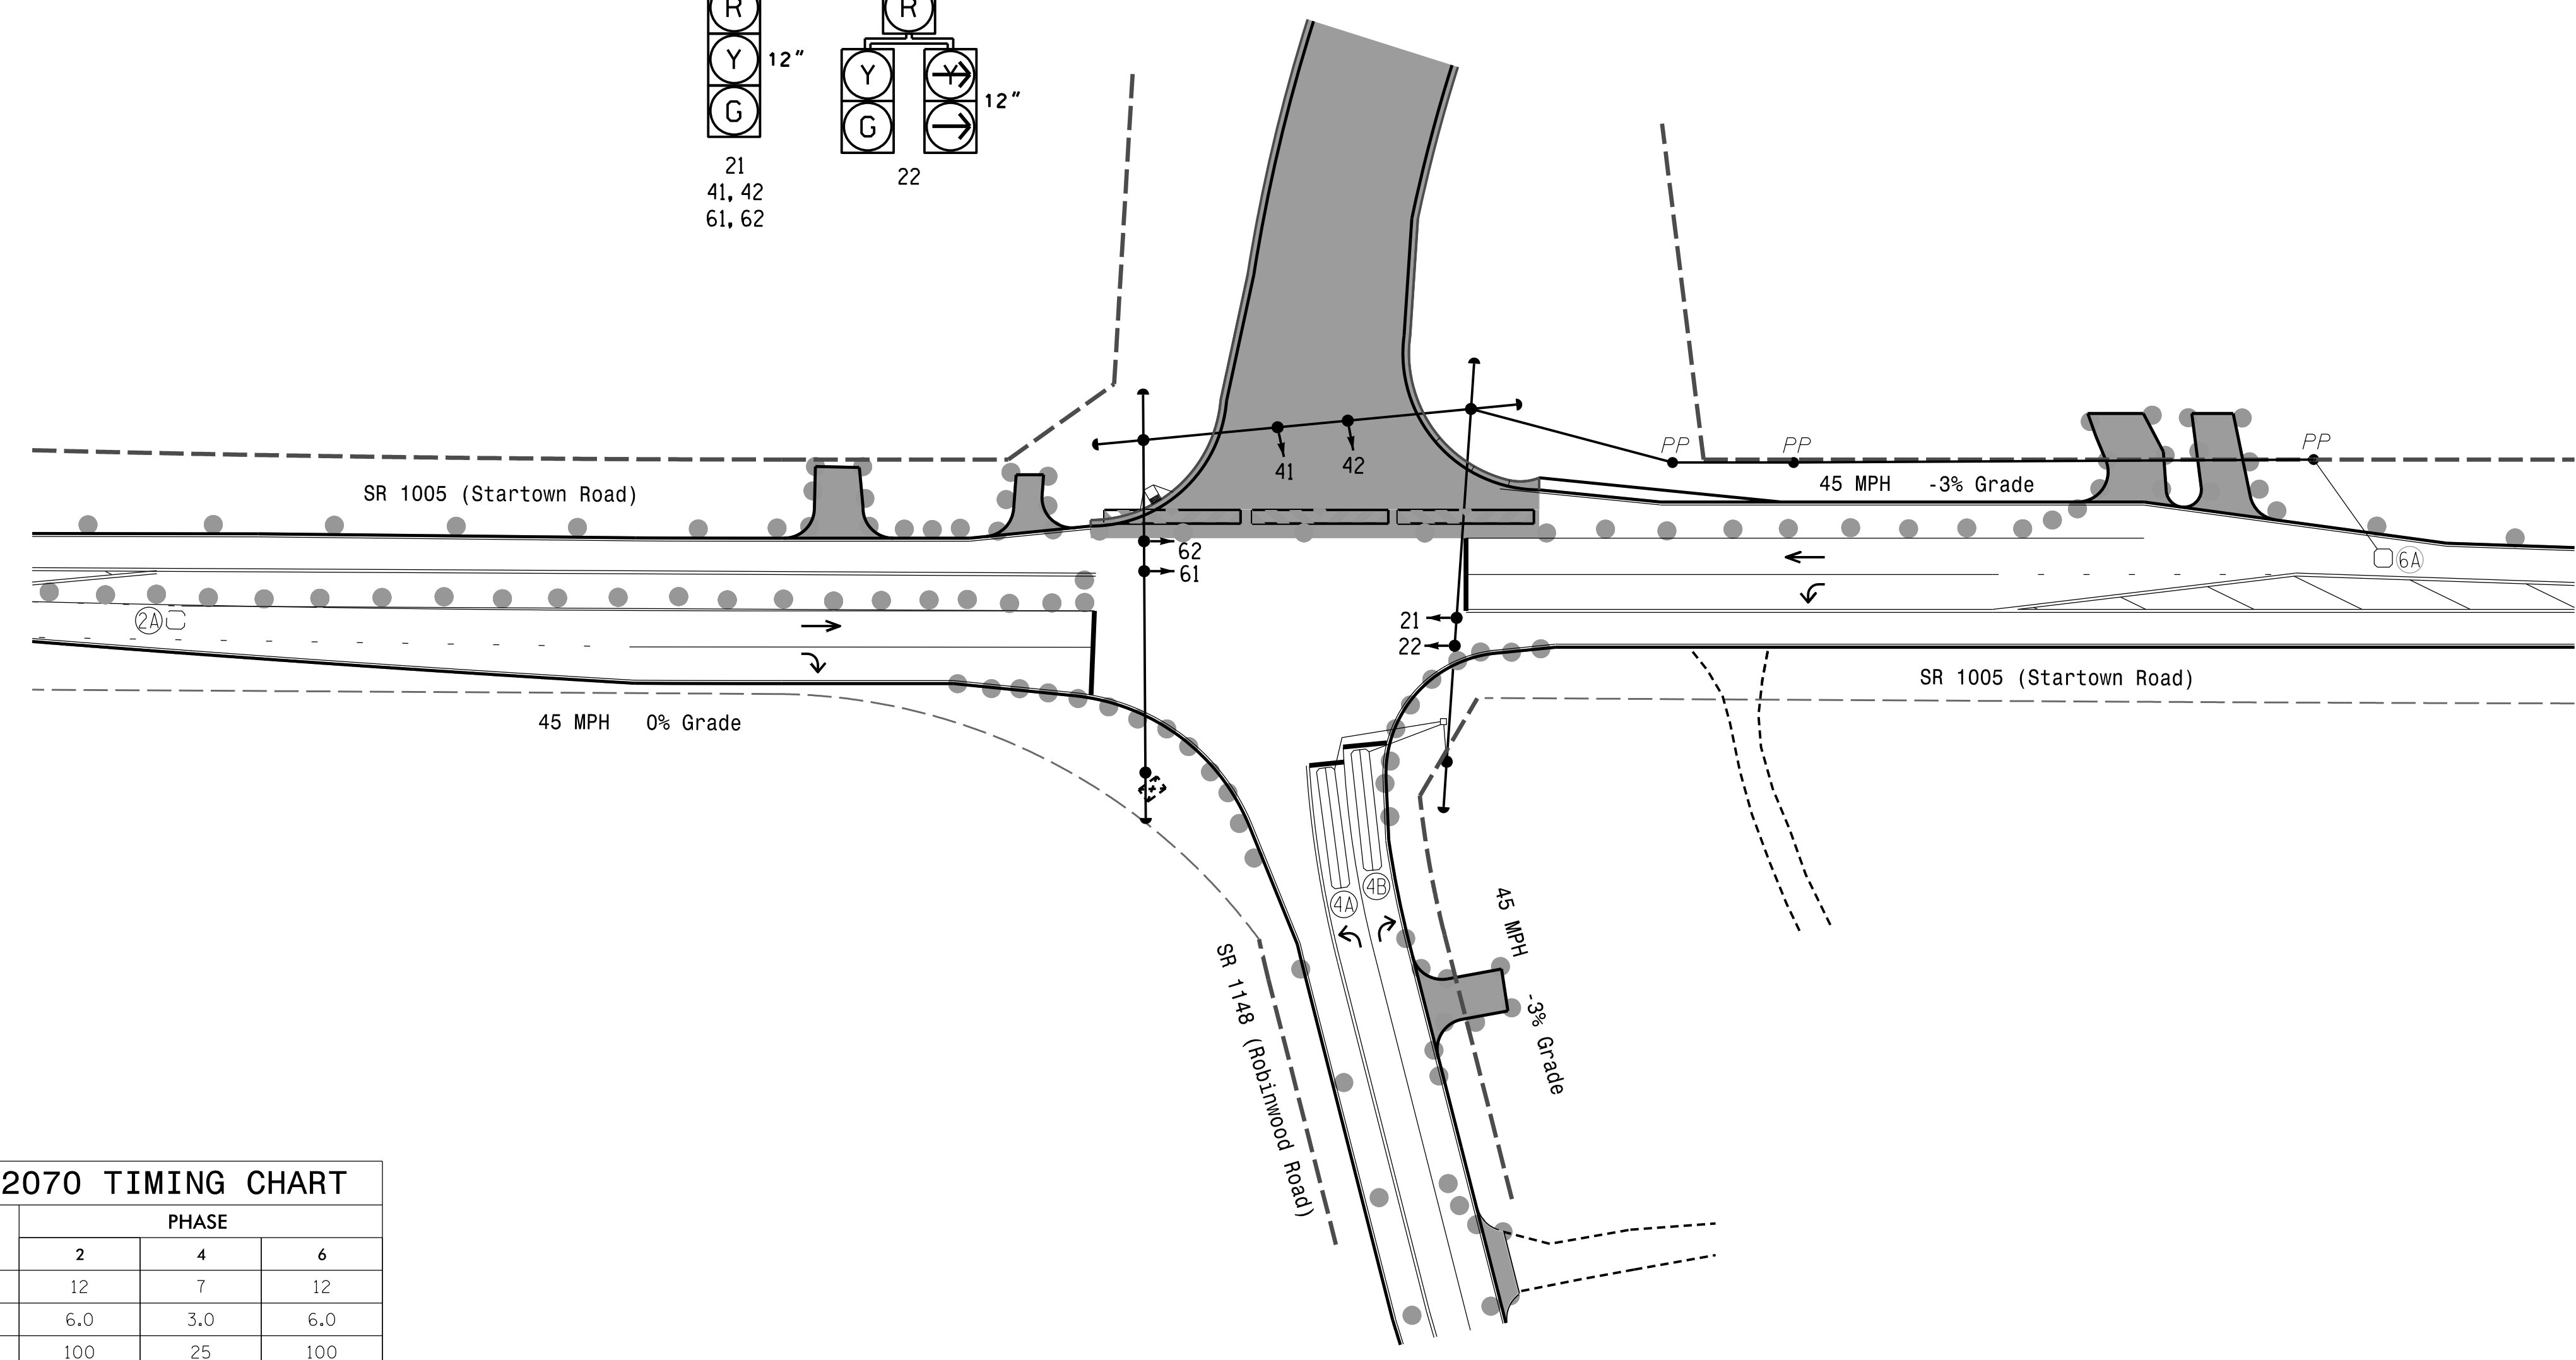 R
Y
G
12"
21
41, 42
61, 62
R
Y
G
Y
12"
22
41
42
PP
PP
PP
SR 1005 (Startown Road)
45 MPH -3% Grade
62
61
6A
2A
21
22
SR 1005 (Startown Road)
45 MPH 0% Grade
4A
4B
45 MPH -3% Grade
SR 1148 (Robinwood Road)
2070 TIMING CHART
PHASE
2 4 6
12 7 12
6.0 3.0 6.0
100 25 100